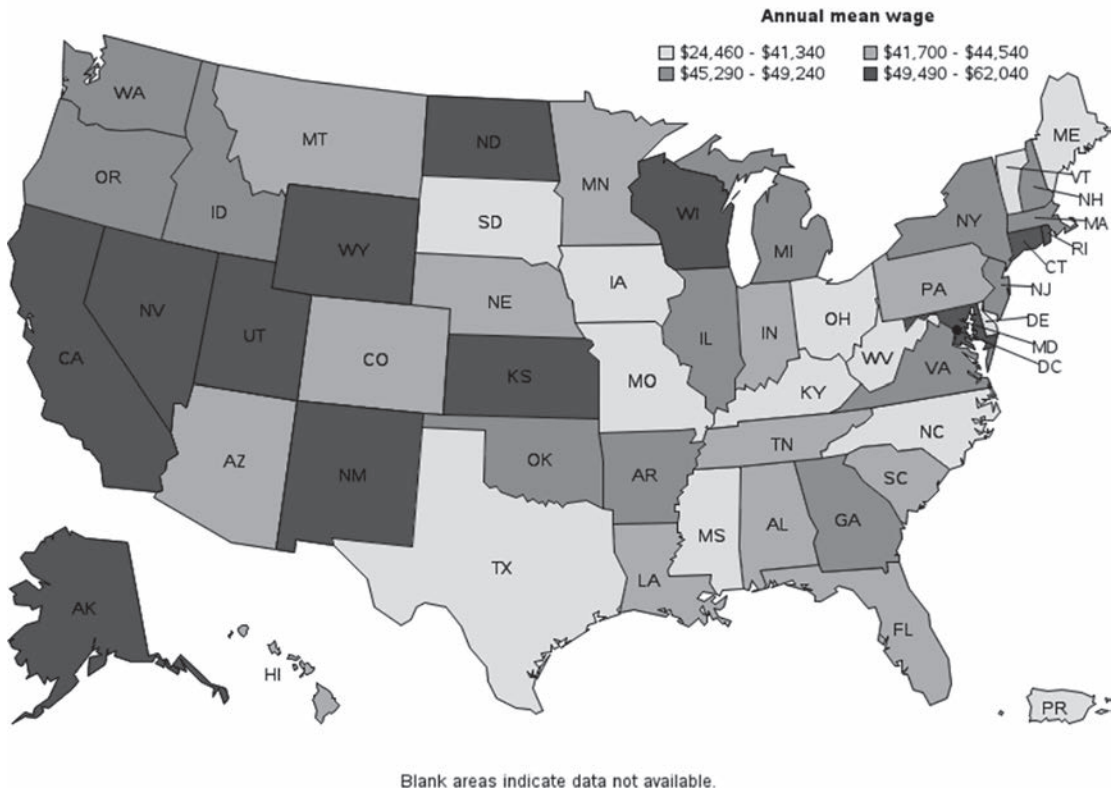 Annual mean wage
$24,460 - $41,340 $41,700 - $44,540
$45,290 - $49,240 $49,490 - $62,040
WA
MT
ND
MN
ME
VT
NH
OR
ID
WY
SD
WI
MI
NY
MA
RI
CT
NV
UT
CO
NE
IA
IL
IN
OH
PA
NJ
DE
MD
DC
CA
KS
MO
KY
WV
VA
AZ
NM
OK
AR
TN
NC
SC
TX
LA
MS
AL
GA
FL
AK
HI
PR
Blank areas indicate data not available.